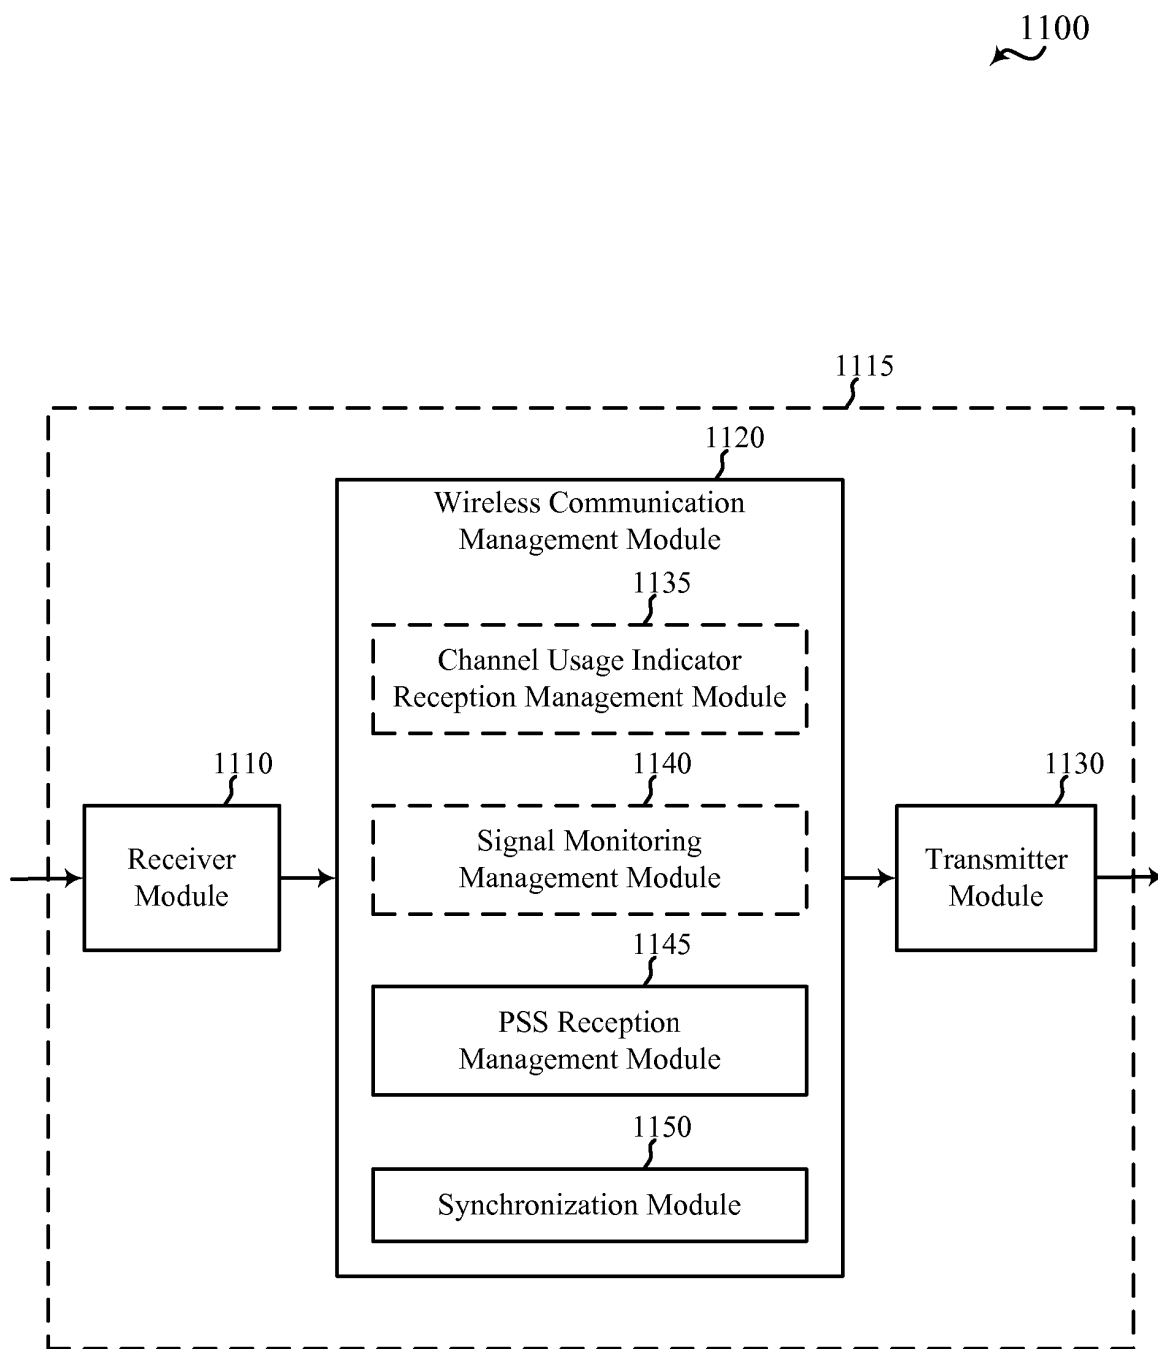 1100
1115
1120
Wireless Communication
Management Module
1135
Channel Usage Indicator
Reception Management Module
1110
Receiver
Module
1140
Signal Monitoring
Management Module
1130
Transmitter
Module
1145
PSS Reception
Management Module
1150
Synchronization Module